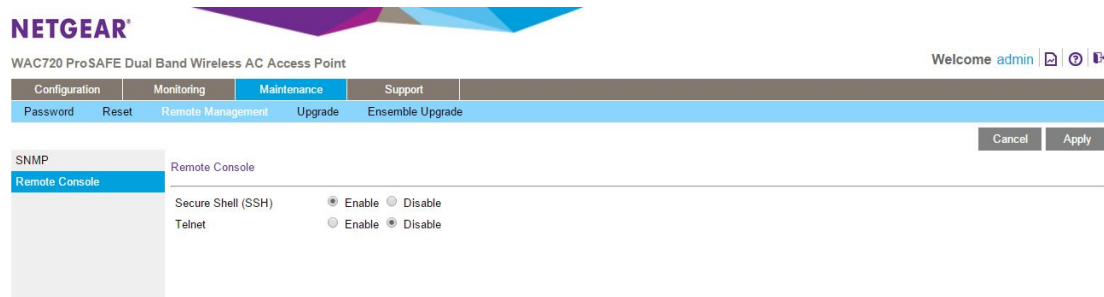 NETGEAR®
WAC720 ProSAFE Dual Band Wireless AC Access Point
Welcome admin
Configuration Monitoring Maintenance Support
Password Reset Remote Management Upgrade Ensemble Upgrade
Cancel Apply
SNMP
Remote Console
Remote Console
Secure Shell (SSH) Enable Disable
Telnet Enable Disable